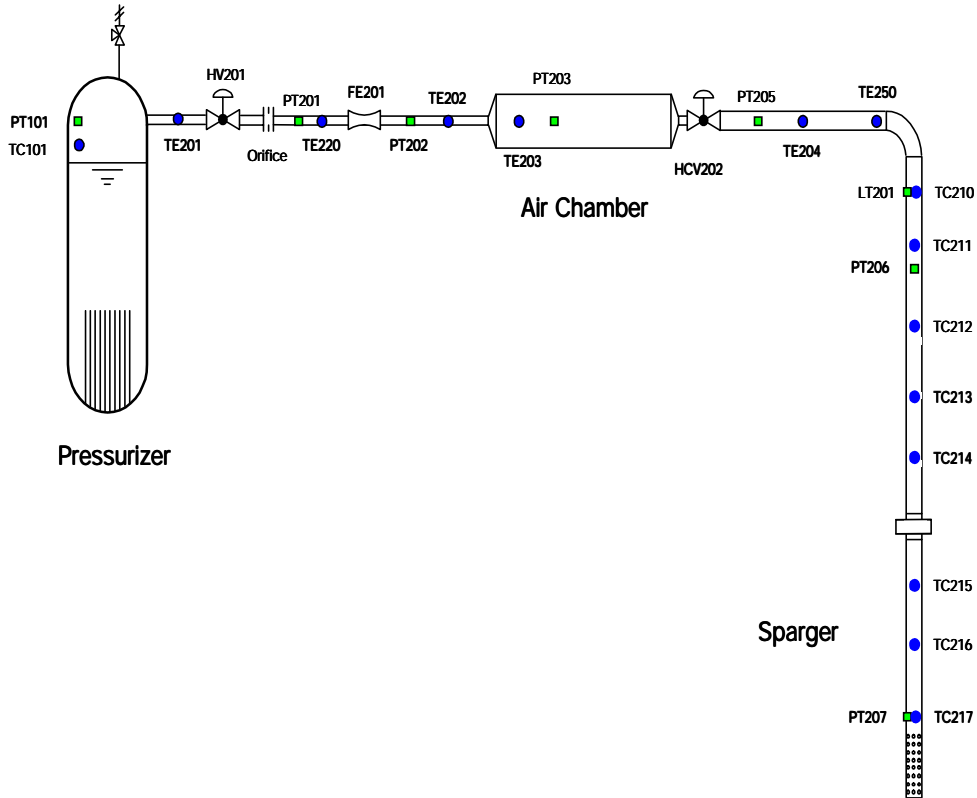 HV201
PT203
FE201
PT201
TE202
PT205
TE250
PT101
TC101
TE201
Orifice
TE220
PT202
TE203
HCV202
TE204
LT201
TC210
Air Chamber
TC211
PT206
TC212
TC213
Pressurizer
TC214
TC215
Sparger
TC216
PT207
TC217